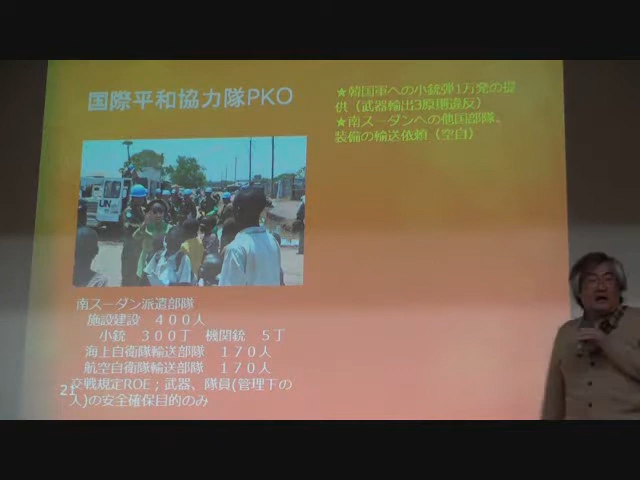 国際平和協力隊PKO
★韓国軍への小銃弾1万発の提
供（武器輸出3原則違反）
★南スーダンへの他国部隊、
装備の輸送依頼（空自）
UN
南スーダン派遣部隊
施設建設　４００人
小銃　３００丁　機関銃　５丁
海上自衛隊輸送部隊　１７０人
航空自衛隊輸送部隊　１７０人
交戦規定ROE；武器、隊員(管理下の
人)の安全確保目的のみ
21